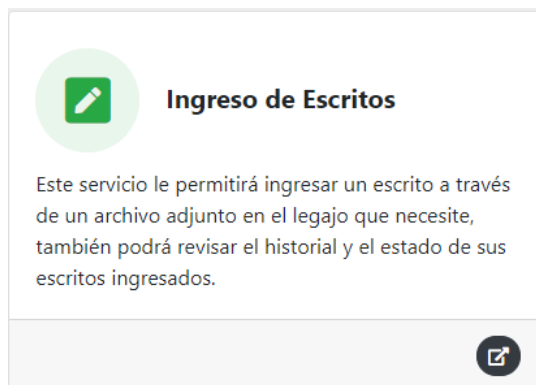 Ingreso de Escritos
Este servicio le permitirá ingresar un escrito a través
de un archivo adjunto en el legajo que necesite,
también podrá revisar el historial y el estado de sus
escritos ingresados.